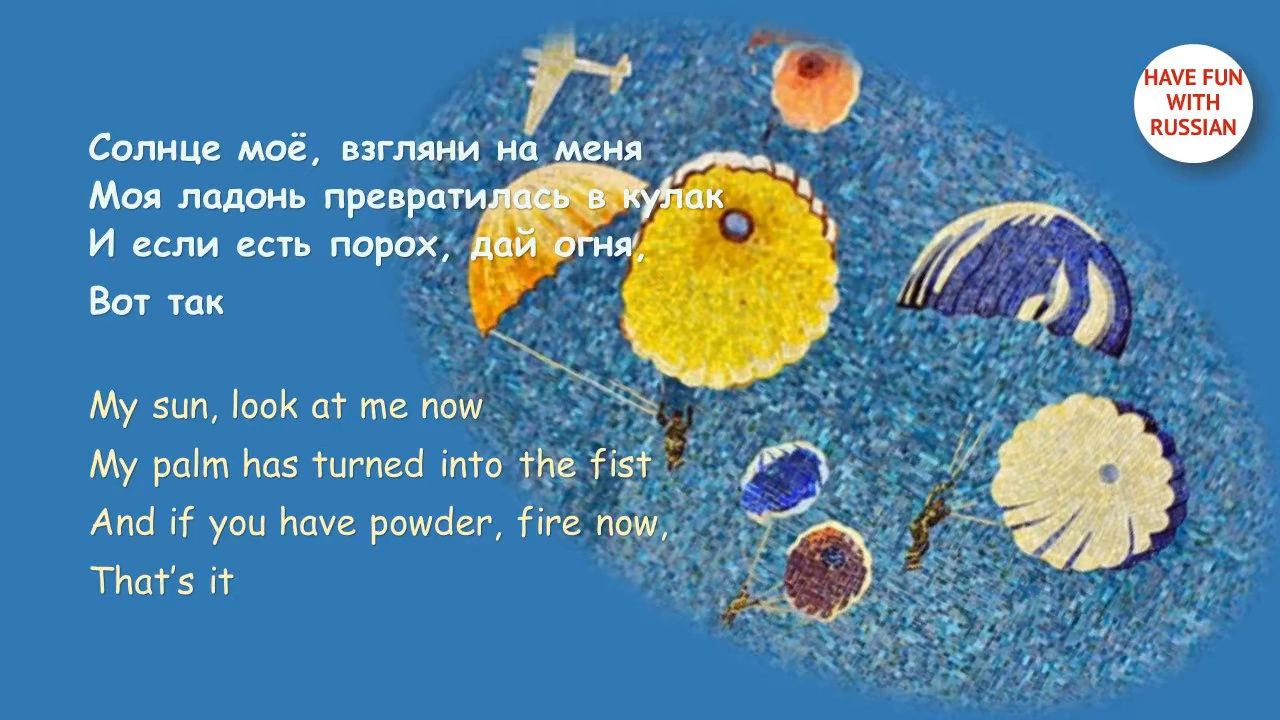 HAVE FUN
WITH
RUSSIAN
Солнце моё, взгляни на меня
Моя ладонь превратилась в кулак
И если есть порох, дай огня,
Вот так
My sun, look at me now
My palm has turned into the fist
And if you have powder, fire now,
That’s it